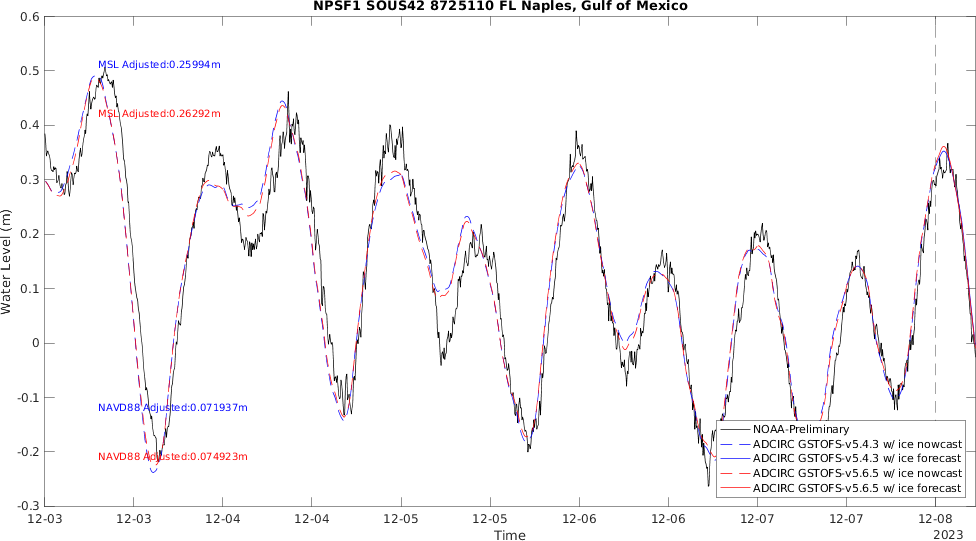 NPSF1 SOUS42 8725110 FL Naples, Gulf of Mexico
0.6
0.5
0.4
0.3
0.2
0.1
0
-0.1
-0.2
-0.3
Water Level (m)
MSL Adjusted:0.25994m
MSL Adjusted:0.26292m
NAVD88 Adjusted:0.071937m
NAVD88 Adjusted:0.074923m
NOAA-Preliminary
ADCIRC GSTOFS-v5.4.3 w/ ice nowcast
ADCIRC GSTOFS-v5.4.3 w/ ice forecast
ADCIRC GSTOFS-v5.6.5 w/ ice nowcast
ADCIRC GSTOFS-v5.6.5 w/ ice forecast
12-03 12-03 12-04 12-04 12-05 12-05 12-06 12-06 12-07 12-07 12-08
Time
2023